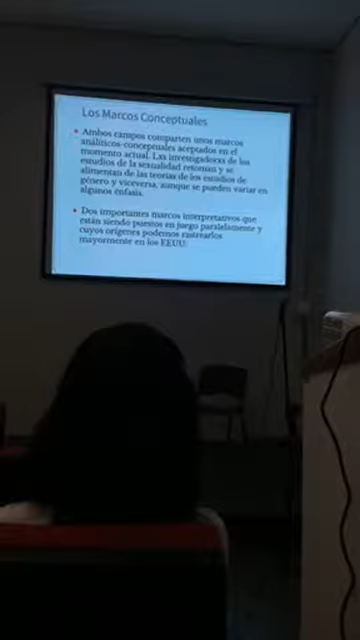 Los Marcos Conceptuales
• Ambos campos comparten unos marcos
análiticos-conceptuales aceptados en el
momento actual. Lxs investigadorxs de los
estudios de la sexualidad retoman y se
alimentan de las teorías de los estudios de
género y viceversa, aunque se pueden variar en
algunos énfasis.
• Dos importantes marcos interpretativos que
están siendo puestos en juego paralelamente y
cuyos orígenes podemos rastrearlos
mayormente en los EEUU: